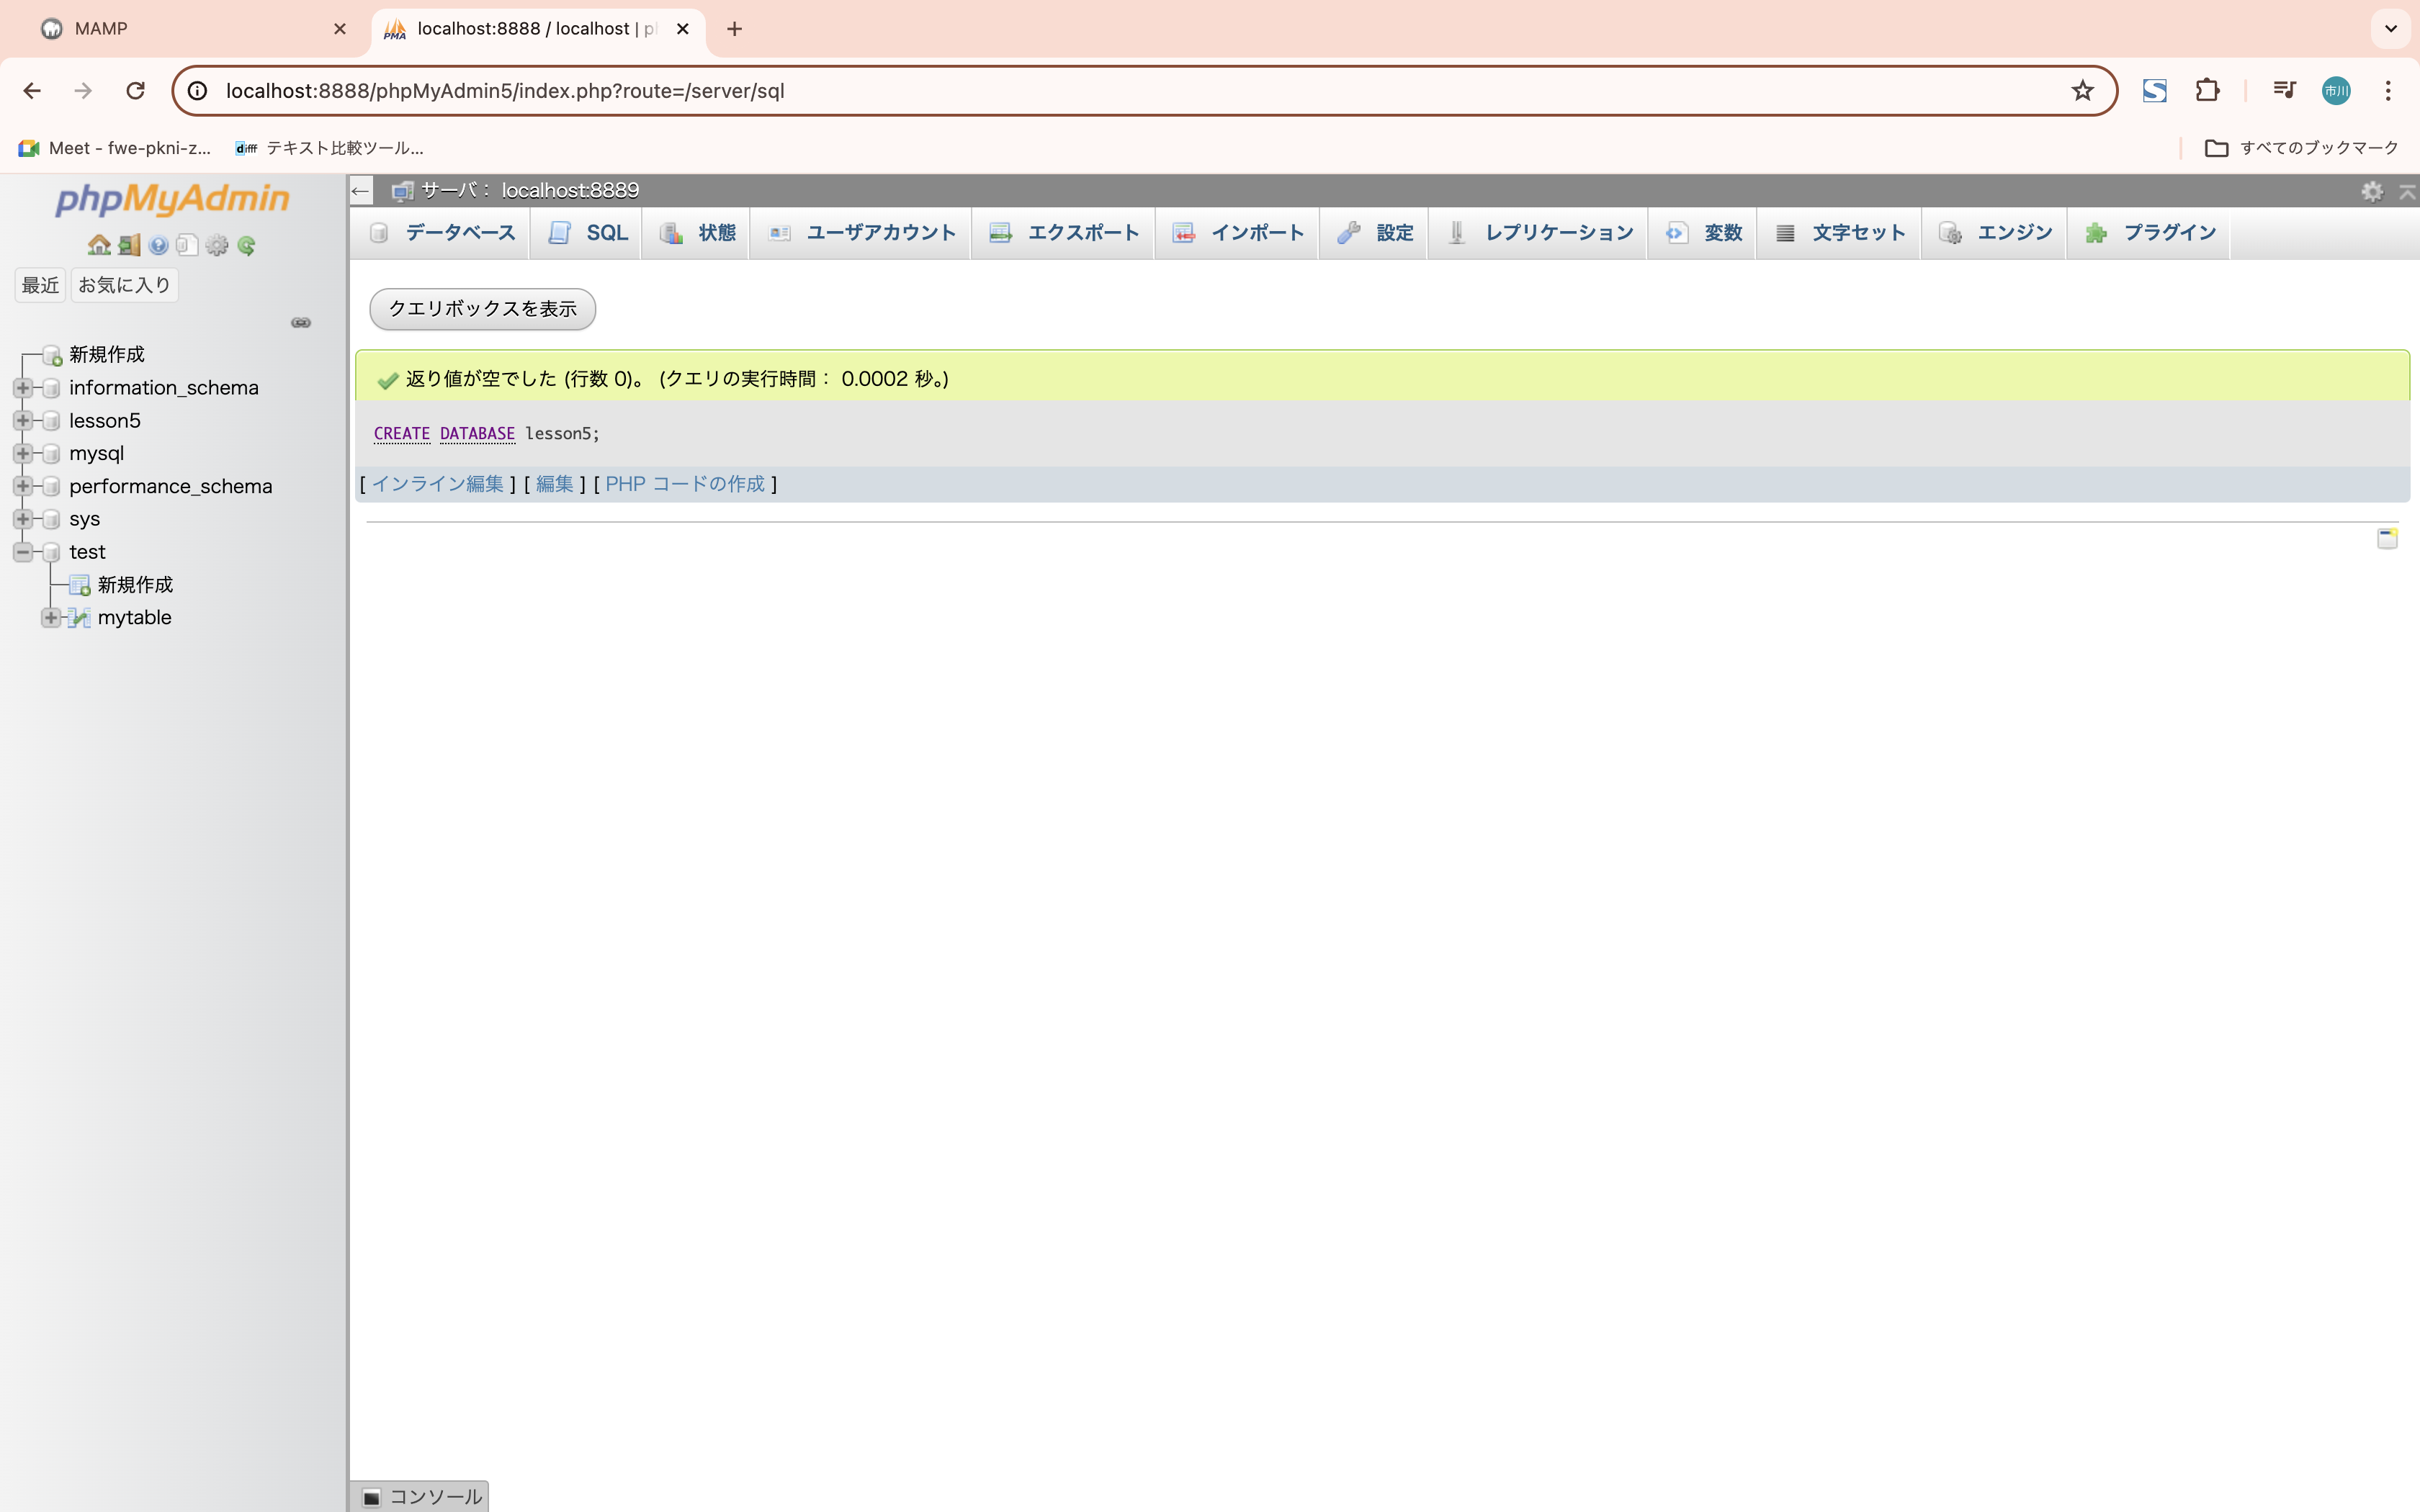 MAMP
localhost:8888 / localhost | p
localhost:8888/phpMyAdmin5/index.php?route=/server/sql
市川
Meet - fwe-pkni-z...
diff テキスト比較ツール...
すべてのブックマーク
phpMyAdmin
最近 お気に入り
新規作成
information_schema
lesson5
mysql
performance_schema
sys
test
新規作成
mytable
サーバ: localhost:8889
データベース SQL 状態 ユーザアカウント エクスポート インポート 設定 レプリケーション 変数 文字セット エンジン プラグイン
クエリボックスを表示
返り値が空でした (行数 0)。 (クエリの実行時間: 0.0002 秒。)
CREATE DATABASE lesson5;
[ インライン編集 ] [ 編集 ] [ PHP コードの作成 ]
コンソール